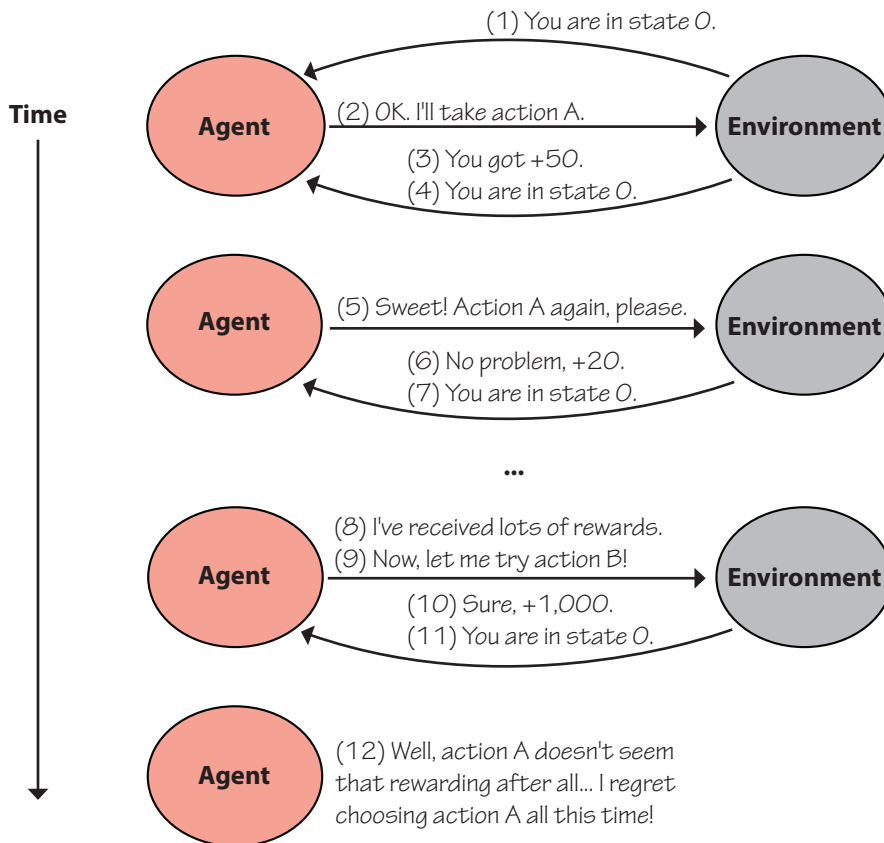 (1) You are in state 0.
Time
Agent
(2) OK. I'll take action A.
Environment
(3) You got +50.
(4) You are in state 0.
Agent
(5) Sweet! Action A again, please.
Environment
(6) No problem, +20.
(7) You are in state 0.
...
(8) I've received lots of rewards.
(9) Now, let me try action B!
Agent
Environment
(10) Sure, +1,000.
(11) You are in state 0.
Agent
(12) Well, action A doesn't seem
that rewarding after all... I regret
choosing action A all this time!